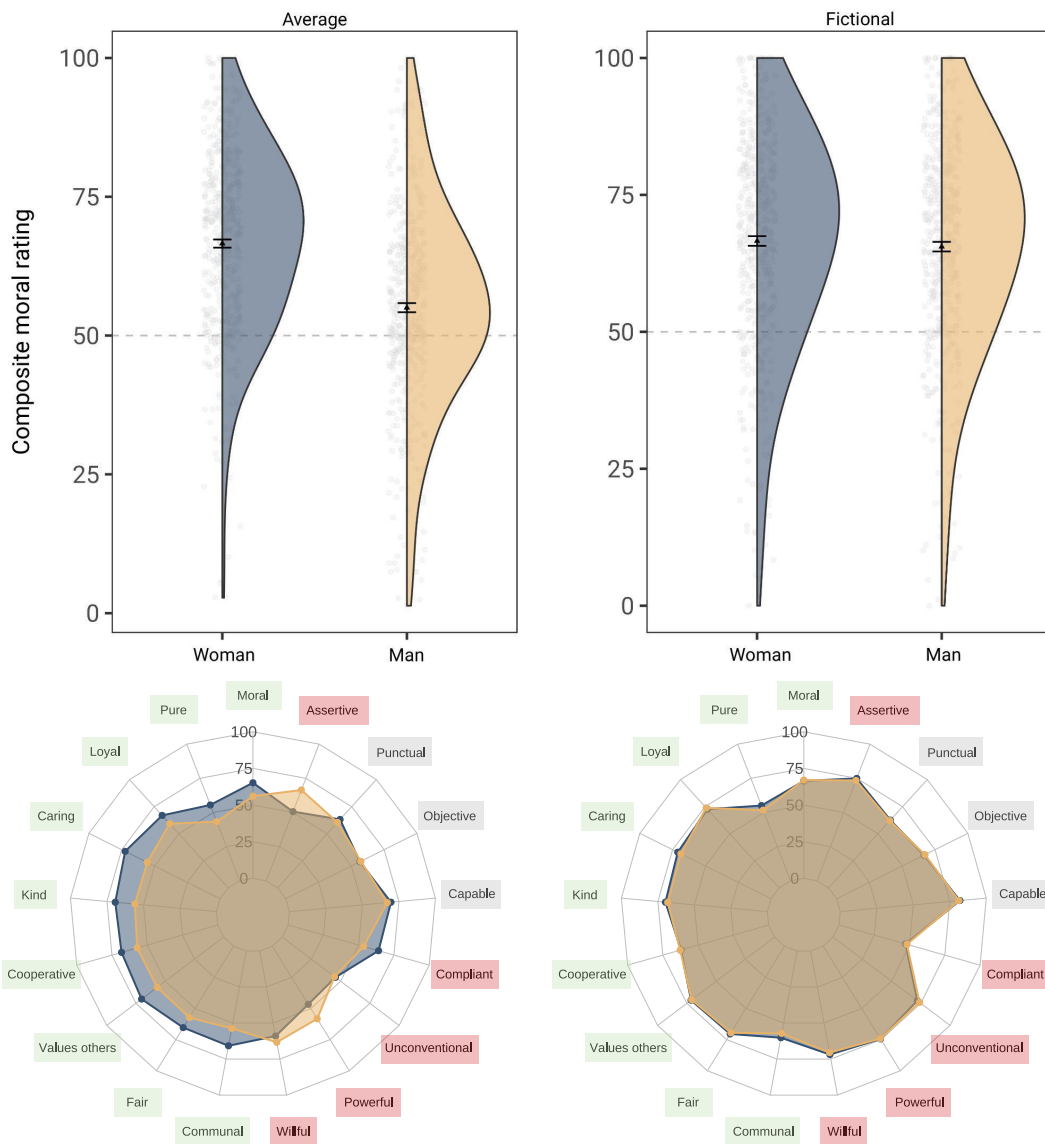 Average
Fictional
Composite moral rating
100
75
50
25
0
Woman
Man
100
75
50
25
0
Woman
Man
Moral
Assertive
Punctual
Objective
Capable
Compliant
Unconventional
Powerful
Willful
Communal
Fair
Values others
Cooperative
Kind
Caring
Loyal
Pure
100
75
50
25
0
Moral
Assertive
Punctual
Objective
Capable
Compliant
Unconventional
Powerful
Willful
Communal
Fair
Values others
Cooperative
Kind
Caring
Loyal
Pure
100
75
50
25
0